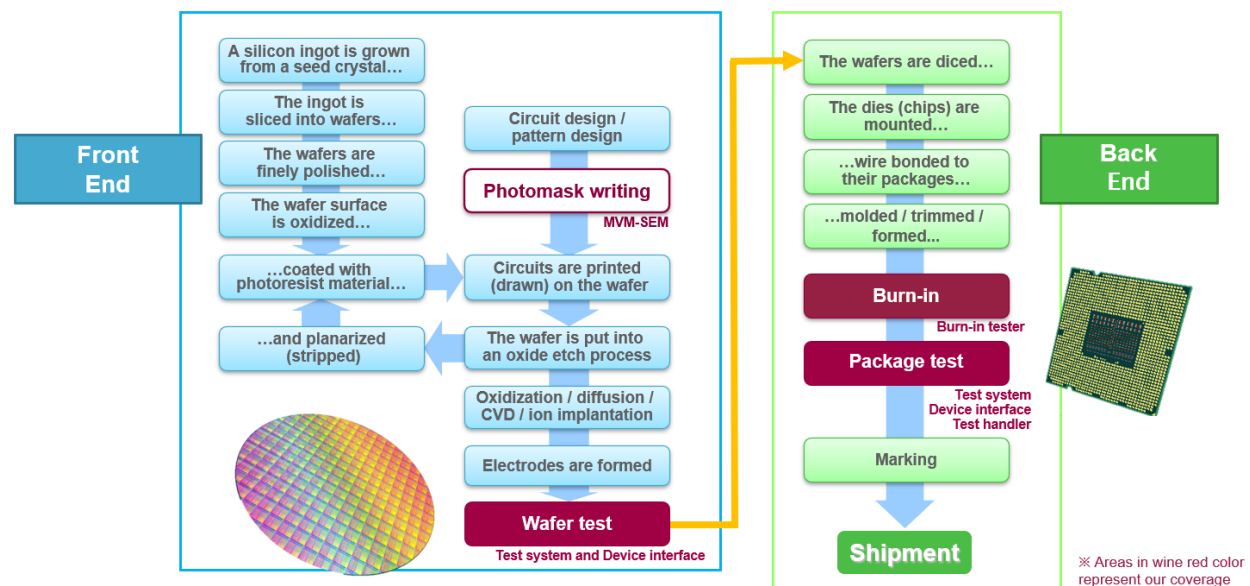 Front
End
A silicon ingot is grown
from a seed crystal…
The ingot is
sliced into wafers…
The wafers are
finely polished…
The wafer surface
is oxidized…
…coated with
photoresist material…
…and planarized
(stripped)
Circuit design /
pattern design
Photomask writing
MVM-SEM
Circuits are printed
(drawn) on the wafer
The wafer is put into
an oxide etch process
Oxidization / diffusion /
CVD / ion implantation
Electrodes are formed
Wafer test
Test system and Device interface
The wafers are diced…
The dies (chips) are
mounted…
…wire bonded to
their packages…
…molded / trimmed /
formed...
Burn-in
Burn-in tester
Package test
Test system
Device interface
Test handler
Marking
Shipment
Back
End
※ Areas in wine red color
represent our coverage